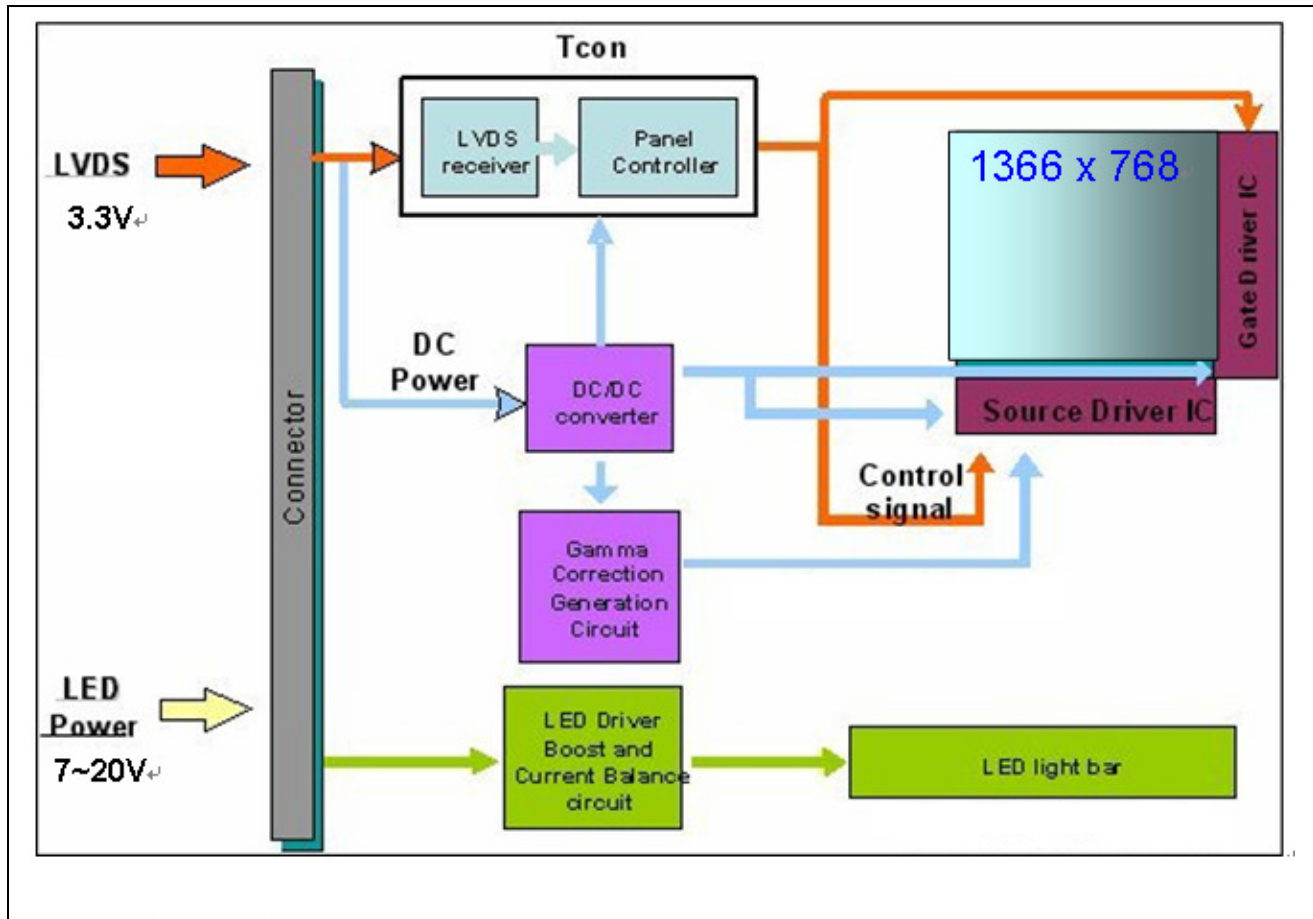 Tcon
LVDS
receiver
Panel
Controller
LVDS
3.3V
1366 x 768
Gate Driver IC
DC
Power
DC/DC
converter
Source Driver IC
Control
signal
Connector
Gamma
Correction
Generation
Circuit
LED
Power
7~20V
LED Driver
Boost and
Current Balance
circuit
LED light bar